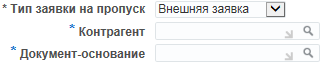 * Тип заявки на пропуск Внешняя заявка
* Контрагент
* Документ-основание